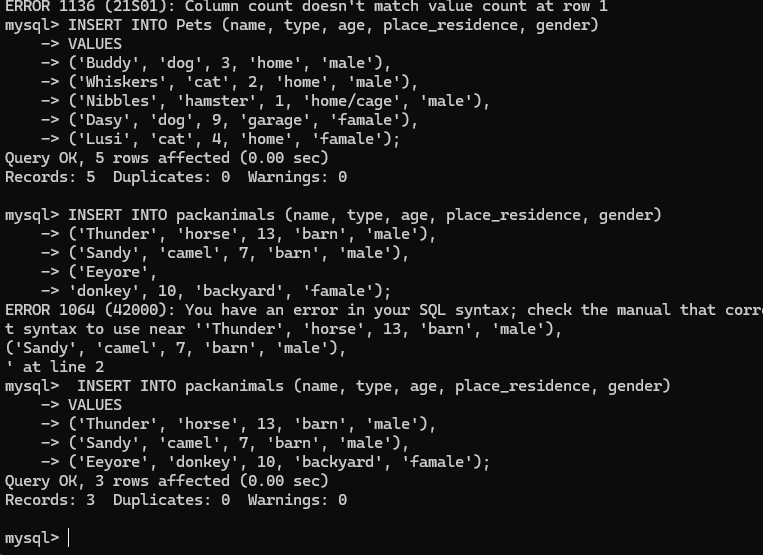 ERROR 1136 (21S01): Column count doesn't match value count at row 1
mysql> INSERT INTO Pets (name, type, age, place_residence, gender)
    -> VALUES
    -> ('Buddy', 'dog', 3, 'home', 'male'),
    -> ('Whiskers', 'cat', 2, 'home', 'male'),
    -> ('Nibbles', 'hamster', 1, 'home/cage', 'male'),
    -> ('Dasy', 'dog', 9, 'garage', 'famale'),
    -> ('Lusi', 'cat', 4, 'home', 'famale');
Query OK, 5 rows affected (0.00 sec)
Records: 5  Duplicates: 0  Warnings: 0

mysql> INSERT INTO packanimals (name, type, age, place_residence, gender)
    -> ('Thunder', 'horse', 13, 'barn', 'male'),
    -> ('Sandy', 'camel', 7, 'barn', 'male'),
    -> ('Eeyore',
    -> 'donkey', 10, 'backyard', 'famale');
ERROR 1064 (42000): You have an error in your SQL syntax; check the manual that corre
t syntax to use near ''Thunder', 'horse', 13, 'barn', 'male'),
('Sandy', 'camel', 7, 'barn', 'male'),
' at line 2
mysql>  INSERT INTO packanimals (name, type, age, place_residence, gender)
    -> VALUES
    -> ('Thunder', 'horse', 13, 'barn', 'male'),
    -> ('Sandy', 'camel', 7, 'barn', 'male'),
    -> ('Eeyore', 'donkey', 10, 'backyard', 'famale');
Query OK, 3 rows affected (0.00 sec)
Records: 3  Duplicates: 0  Warnings: 0

mysql>